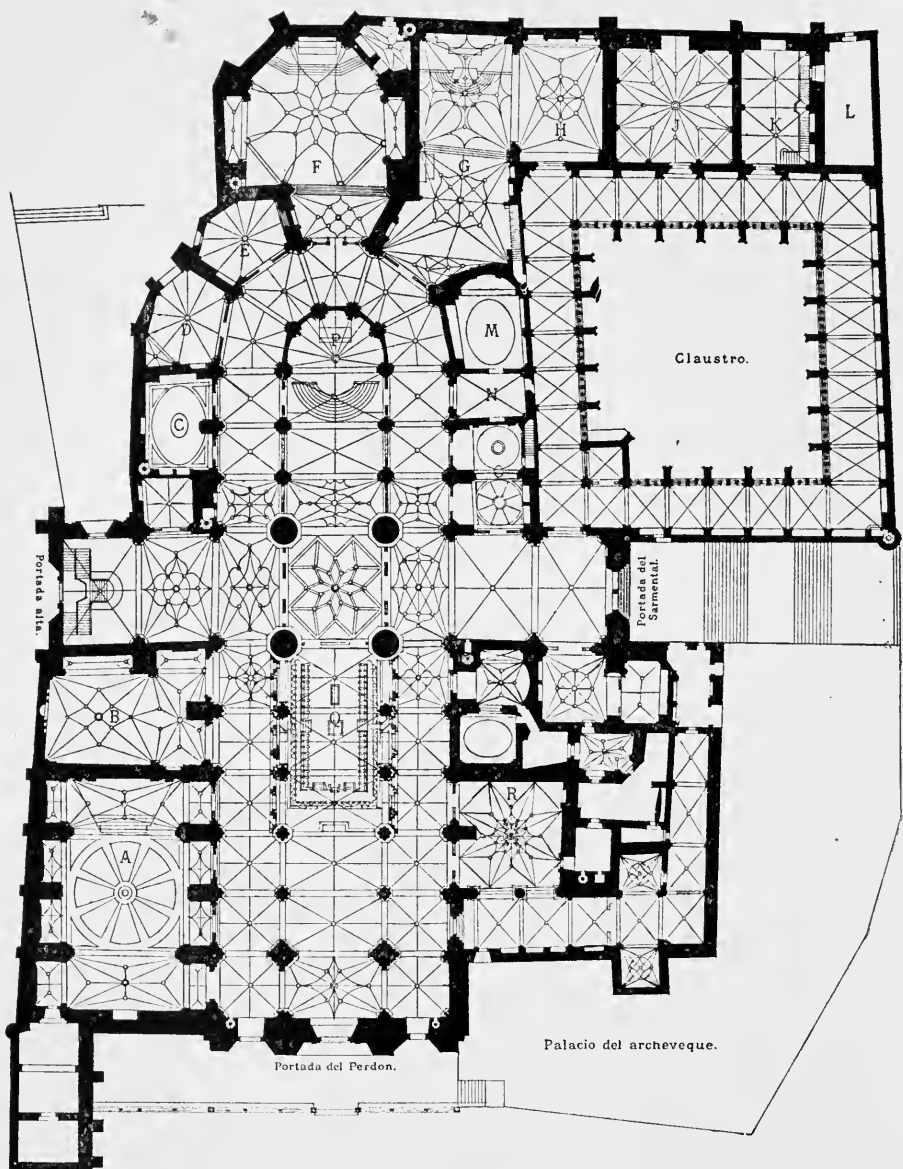 F
G
H
J
K
L
E
D
P
M
Claustro.
N
C
Portada alta.
Portada del
Sarmental.
B
Q
A
R
Palacio del archeveque.
Portada del Perdon.